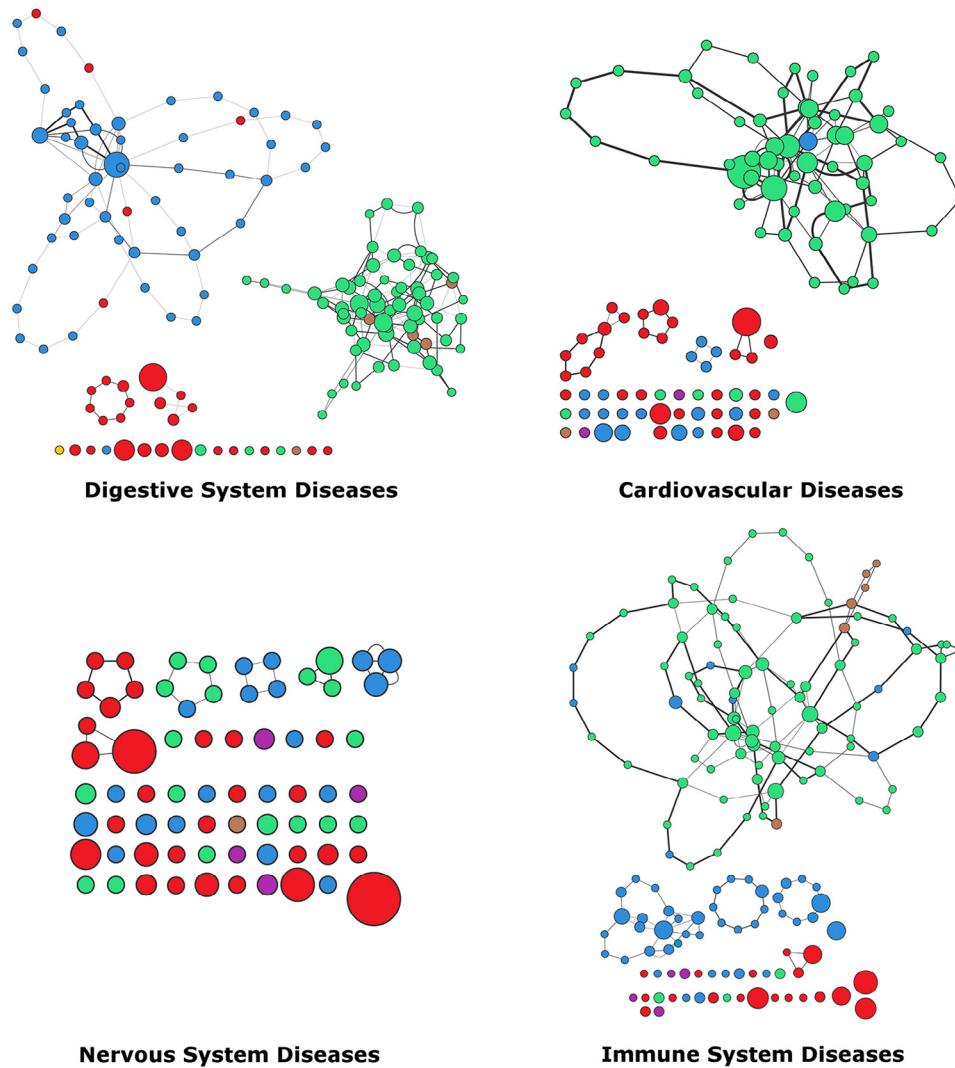 Digestive System Diseases
Cardiovascular Diseases
Nervous System Diseases
Immune System Diseases